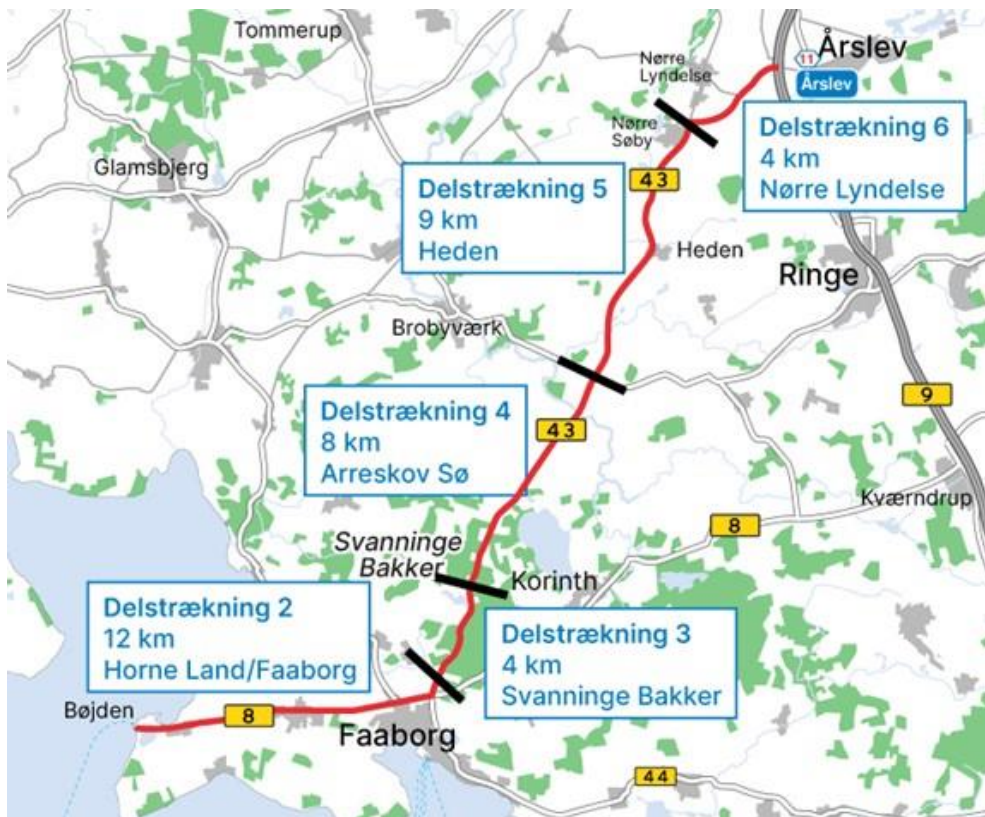 Tommerup
Årslev
11
Årslev
Nørre
Lyndelse
Nørre
Søby
Delstrækning 6
4 km
Nørre Lyndelse
Glamsbjerg
Delstrækning 5
9 km
Heden
43
Heden
Ringe
Brobyværk
9
Delstrækning 4
8 km
Arreskov Sø
43
Kværndrup
8
Svanninge
Bakker
Korinth
Delstrækning 2
12 km
Horne Land/Faaborg
Delstrækning 3
4 km
Svanninge Bakker
Bøjden
8
Faaborg
44